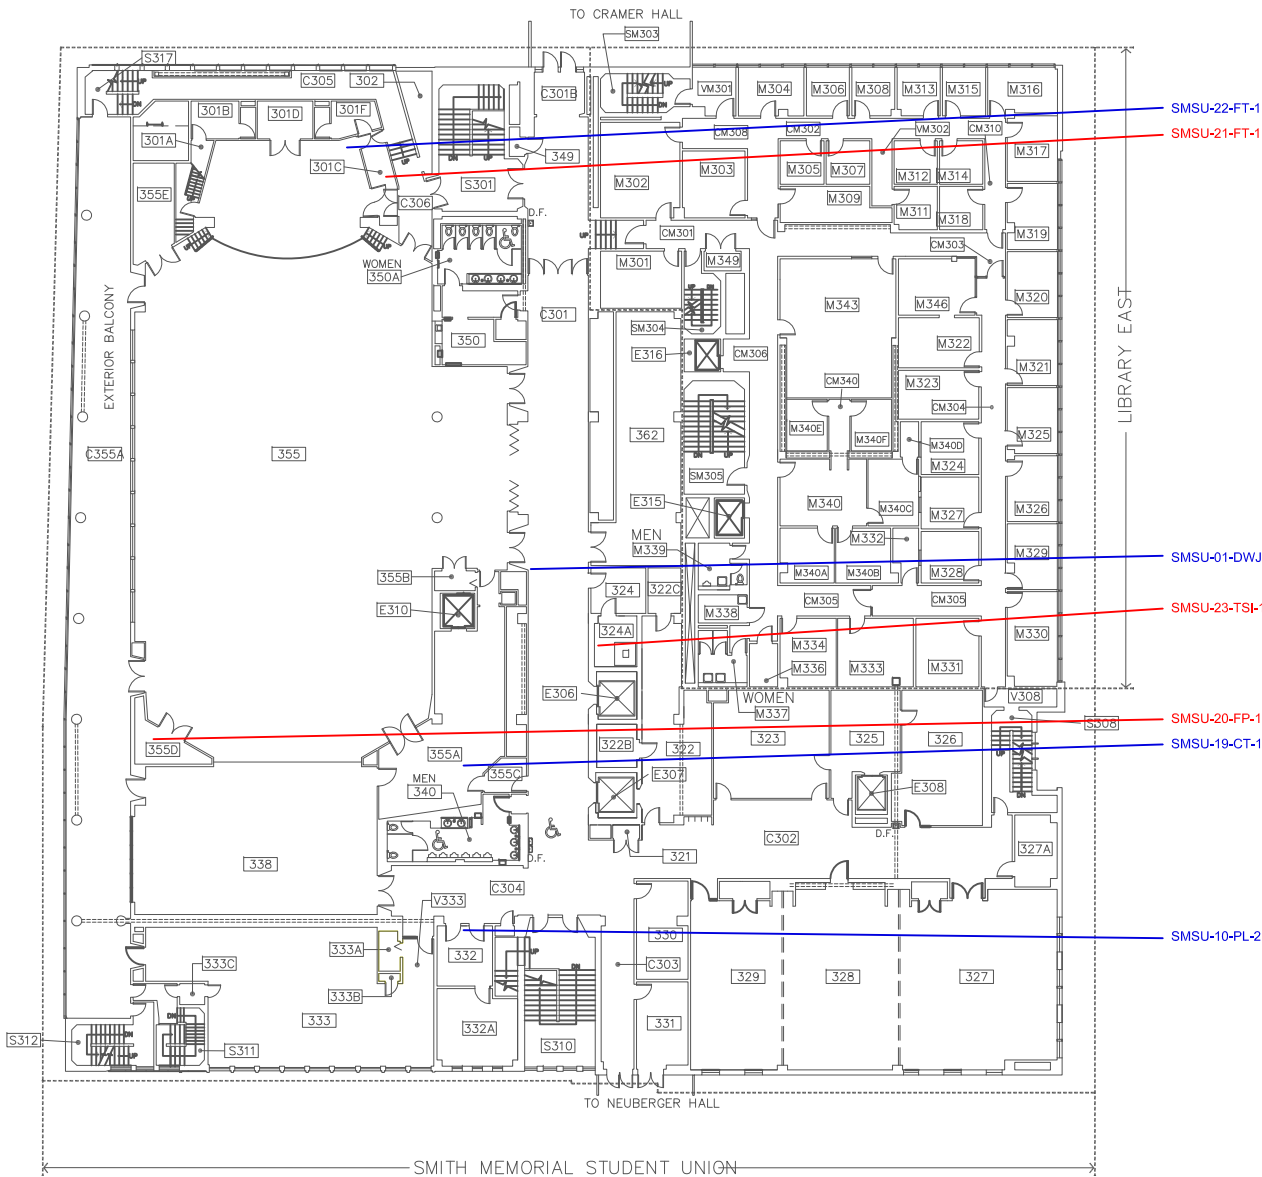 TO CRAMER HALL
SM303
S317
C305
302
C301B
VM301
M304
M306
M308
M313
M315
M316
301B
301D
301F
SMSU-22-FT-1
SMSU-21-FT-1
UP
DN
301A
301C
349
CM308
CM302
VM302
CM310
M317
M302
M303
M305
M307
M312
M314
355E
S301
C306
D.F.
M309
M311
M318
M319
UP
CM301
CM303
WOMEN
350A
M301
M349
M343
M346
M320
EXTERIOR BALCONY
C301
350
SM304
E316
CM306
M322
M321
LIBRARY EAST
CM340
M323
CM304
362
M340E
M340F
M340D
M325
C355A
355
SM305
M324
E315
M340
M340C
M327
M326
MEN
M339
M332
SMSU-01-DWJ
355B
324
322C
M340A
M340B
M328
M329
E310
M338
CM305
CM305
SMSU-23-TSI-1
324A
M334
M336
M333
M331
M330
E306
WOMEN
M337
V308
S308
SMSU-20-FP-1
355D
355A
322B
322
323
325
326
SMSU-19-CT-1
355C
E307
MEN
340
E308
D.F.
C302
D.F.
321
327A
338
C304
V333
333A
332
330
SMSU-10-PL-2
333C
333B
C303
329
328
327
333
332A
331
S312
S311
S310
TO NEUBERGER HALL
SMITH MEMORIAL STUDENT UNION